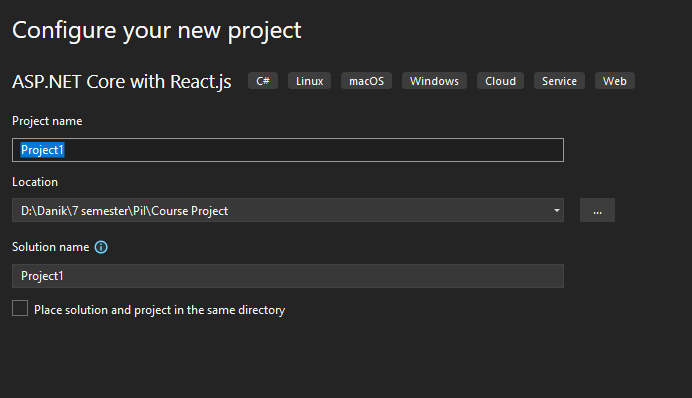 Configure your new project
ASP.NET Core with React.js C# Linux macOS Windows Cloud Service Web
Project name
Project1
Location
D:\Danik\7 semester\Pil\Course Project
...
Solution name
Project1
Place solution and project in the same directory